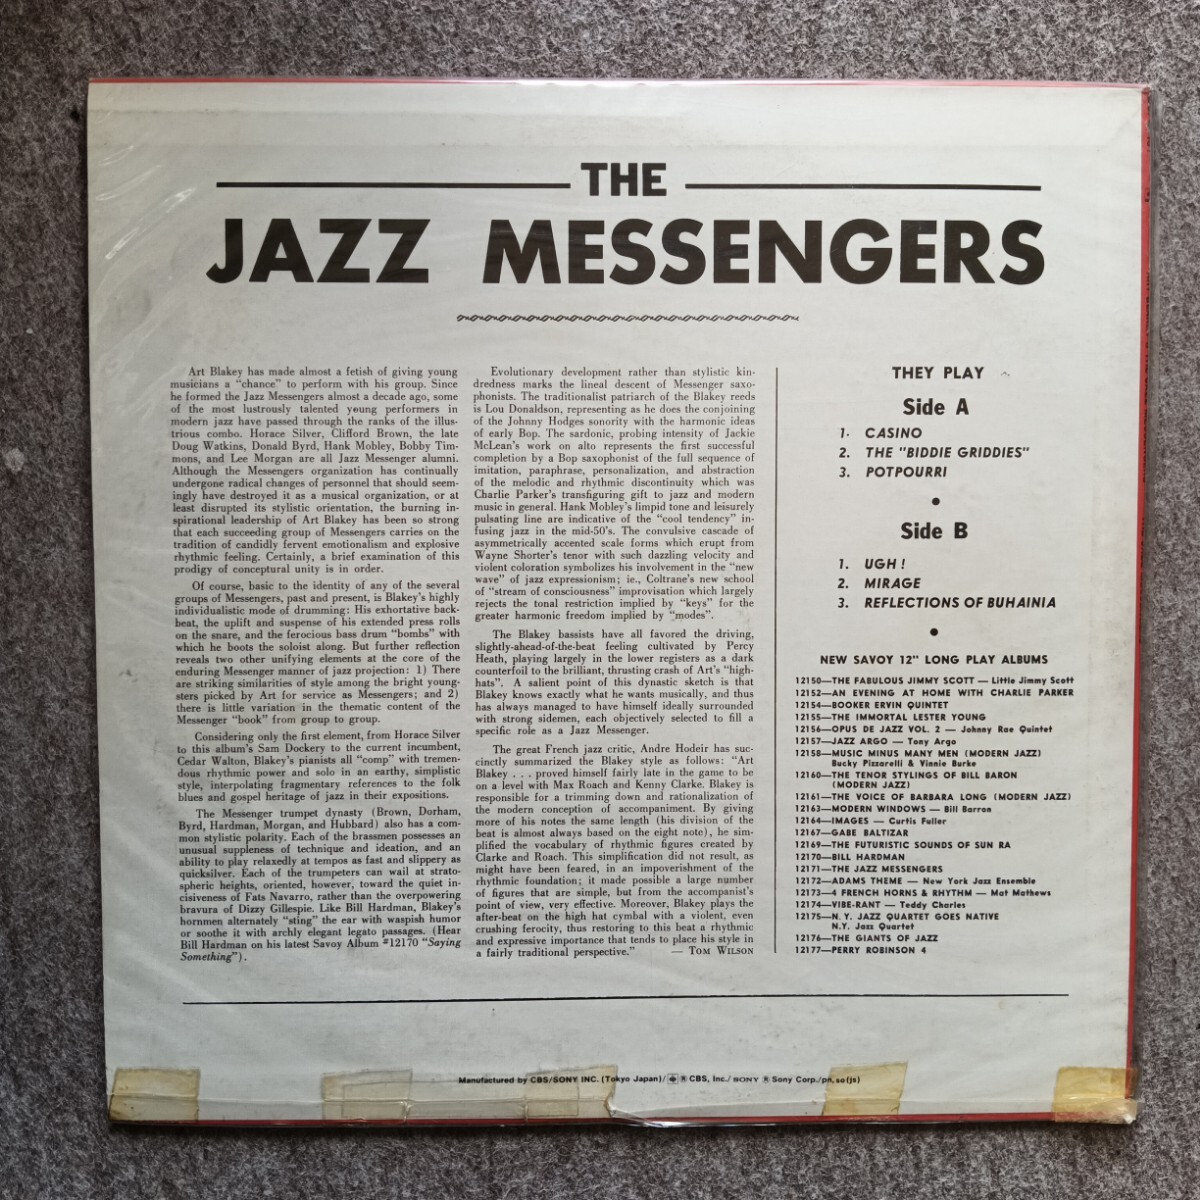 THE
JAZZ MESSENGERS
Art Blakey has made almost a fetish of giving young
musicians a "chance" to perform with his group. Since
he formed the Jazz Messengers almost a decade ago, some
of the most lustrously talented young performers in
modern jazz have passed through the ranks of the illus-
trious combo. Horace Silver, Clifford Brown, the late
Doug Watkins, Donald Byrd, Hank Mobley, Bobby Tim-
mons, and Lee Morgan are all Jazz Messenger alumni.
Although the Messengers organization has continually
undergone radical changes of personnel that should seem-
ingly have destroyed it as a musical organization, or at
least disrupted its stylistic orientation, the burning in-
spirational leadership of Art Blakey has been so strong
that each succeeding group of Messengers carries on the
tradition of candidly fervent emotionalism and explosive
rhythmic feeling. Certainly, a brief examination of this
prodigy of conceptural unity is in order.
Of course, basic to the identity of any of the several
groups of Messengers, past and present, is Blakey's highly
individualistic mode of drumming: His exhortative back-
beat, the uplift and suspense of his extended press rolls
on the snare, and the ferocious bass drum "bombs" with
which he boots the soloist along. But further reflection
reveals two other unifying elements at the core of the
enduring Messenger manner of jazz projection: 1) There
are striking similarities of style among the bright young-
sters picked by Art for service as Messengers; and 2)
there is little variation in the thematic content of the
Messenger "book" from group to group.
Considering only the first element, from Horace Silver
to this album's Sam Dockery to the current incumbent,
Cedar Walton, Blakey's pianists all "comp" with tremen-
dous rhythmic power and solo in an earthy, simplistic
style, interpolating fragmentary references to the folk
blues and gospel heritage of jazz in their expositions.
The Messenger trumpet dynasty (Brown, Dorham,
Byrd, Hardman, Morgan, and Hubbard) also has a com-
mon stylistic polarity. Each of the brassmen possesses an
unusual suppleness of technique and ideation, and an
ability to play relaxedly at tempos as fast and slippery as
quicksilver. Each of the trumpeters can wail at strato-
spheric heights, oriented, however, toward the quiet in-
cisiveness of Fats Navarro, rather than the overpowering
bravura of Dizzy Gillespie. Like Bill Hardman, Blakey's
hornmen alternately "sting" the ear with waspish humor
or soothe it with archly elegant legato passages. (Hear
Bill Hardman on his latest Savoy Album #12170 "Saying
Something").
Evolutionary development rather than stylistic kin-
dredness marks the lineal descent of Messenger saxo-
phonists. The traditionalist patriarch of the Blakey reeds
is Lou Donaldson, representing as he does the conjoining
of the Johnny Hodges sonority with the harmonic ideas
of early Bop. The sardonic, probing intensity of Jackie
McLean's work on alto represents the first successful
completion by a Bop saxophonist of the full sequence of
imitation, paraphrase, personalization, and abstraction
of the melodic and rhythmic discontinuity which was
Charlie Parker's transfiguring gift to jazz and modern
music in general. Hank Mobley's limpid tone and leisurely
pulsating line are indicative of the "cool tendency" in-
fusing jazz in the mid-50's. The convulsive cascade of
asymmetrically accented scale forms which erupt from
Wayne Shorter's tenor with such dazzling velocity and
violent coloration symbolizes his involvement in the "new
wave" of jazz expressionism; ie., Coltrane's new school
of "stream of consciousness" improvisation which largely
rejects the tonal restriction implied by "keys" for the
greater harmonic freedom implied by "modes".
The Blakey bassists have all favored the driving,
slightly-ahead-of-the-beat feeling cultivated by Percy
Heath, playing largely in the lower registers as a dark
counterfoil to the brilliant, thrusting crash of Art's "high-
hats". A salient point of this dynastic sketch is that
Blakey knows exactly what he wants musically, and thus
has always managed to have himself ideally surrounded
with strong sidemen, each objectively selected to fill a
specific role as a Jazz Messenger.
The great French jazz critic, Andre Hodeir has suc-
cinctly summarized the Blakey style as follows: "Art
Blakey . . . proved himself fairly late in the game to be
on a level with Max Roach and Kenny Clarke. Blakey is
responsible for a trimming down and rationalization of
the modern conception of accompaniment. By giving
more of his notes the same length (his division of the
beat is almost always based on the eight note), he sim-
plified the vocabulary of rhythmic figures created by
Clarke and Roach. This simplification did not result, as
might have been feared, in an impoverishment of the
rhythmic foundation; it made possible a large number
of figures that are simple, but from the accompanist's
point of view, very effective. Moreover, Blakey plays the
after-beat on the high hat cymbal with a violent, even
crushing ferocity, thus restoring to this beat a rhythmic
and expressive importance that tends to place his style in
a fairly traditional perspective." — TOM WILSON
THEY PLAY
Side A
1. CASINO
2. THE "BIDDIE GRIDDIES"
3. POTPOURRI
•
Side B
1. UGH !
2. MIRAGE
3. REFLECTIONS OF BUHAINIA
•
NEW SAVOY 12" LONG PLAY ALBUMS
12150—THE FABULOUS JIMMY SCOTT — Little Jimmy Scott
12152—AN EVENING AT HOME WITH CHARLIE PARKER
12154—BOOKER ERVIN QUINTET
12155—THE IMMORTAL LESTER YOUNG
12156—OPUS DE JAZZ VOL. 2 — Johnny Rae Quintet
12157—JAZZ ARGO — Tony Argo
12158—MUSIC MINUS MANY MEN (MODERN JAZZ)
Bucky Pizzarelli & Vinnie Burke
12160—THE TENOR STYLINGS OF BILL BARON
(MODERN JAZZ)
12161—THE VOICE OF BARBARA LONG (MODERN JAZZ)
12163—MODERN WINDOWS — Bill Barron
12164—IMAGES — Curtis Fuller
12167—GABE BALTIZAR
12169—THE FUTURISTIC SOUNDS OF SUN RA
12170—BILL HARDMAN
12171—THE JAZZ MESSENGERS
12172—ADAMS THEME — New York Jazz Ensemble
12173—4 FRENCH HORNS & RHYTHM — Mat Mathews
12174—VIBE-RANT — Teddy Charles
12175—N.Y. JAZZ QUARTET GOES NATIVE
N.Y. Jazz Quartet
12176—THE GIANTS OF JAZZ
12177—PERRY ROBINSON 4
Manufactured by CBS/SONY INC. (Tokyo Japan)/ ® CBS, Inc./ SONY ® Sony Corp./pn, so(js)